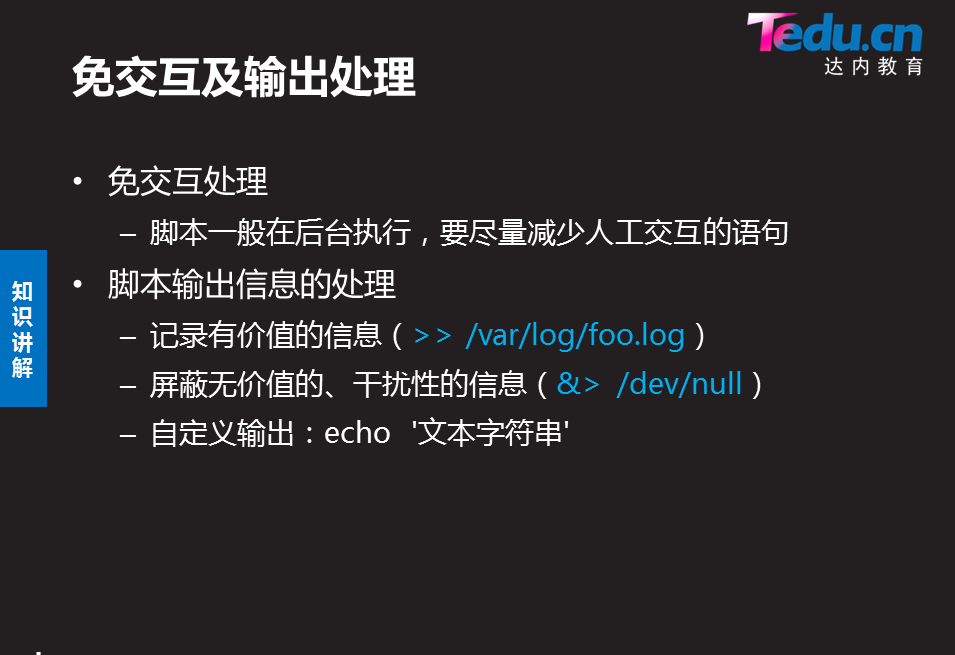 Tedu.cn
达内教育
免交互及输出处理
• 免交互处理
– 脚本一般在后台执行，要尽量减少人工交互的语句
• 脚本输出信息的处理
– 记录有价值的信息（>> /var/log/foo.log）
– 屏蔽无价值的、干扰性的信息（&> /dev/null）
– 自定义输出：echo '文本字符串'
知
识
讲
解